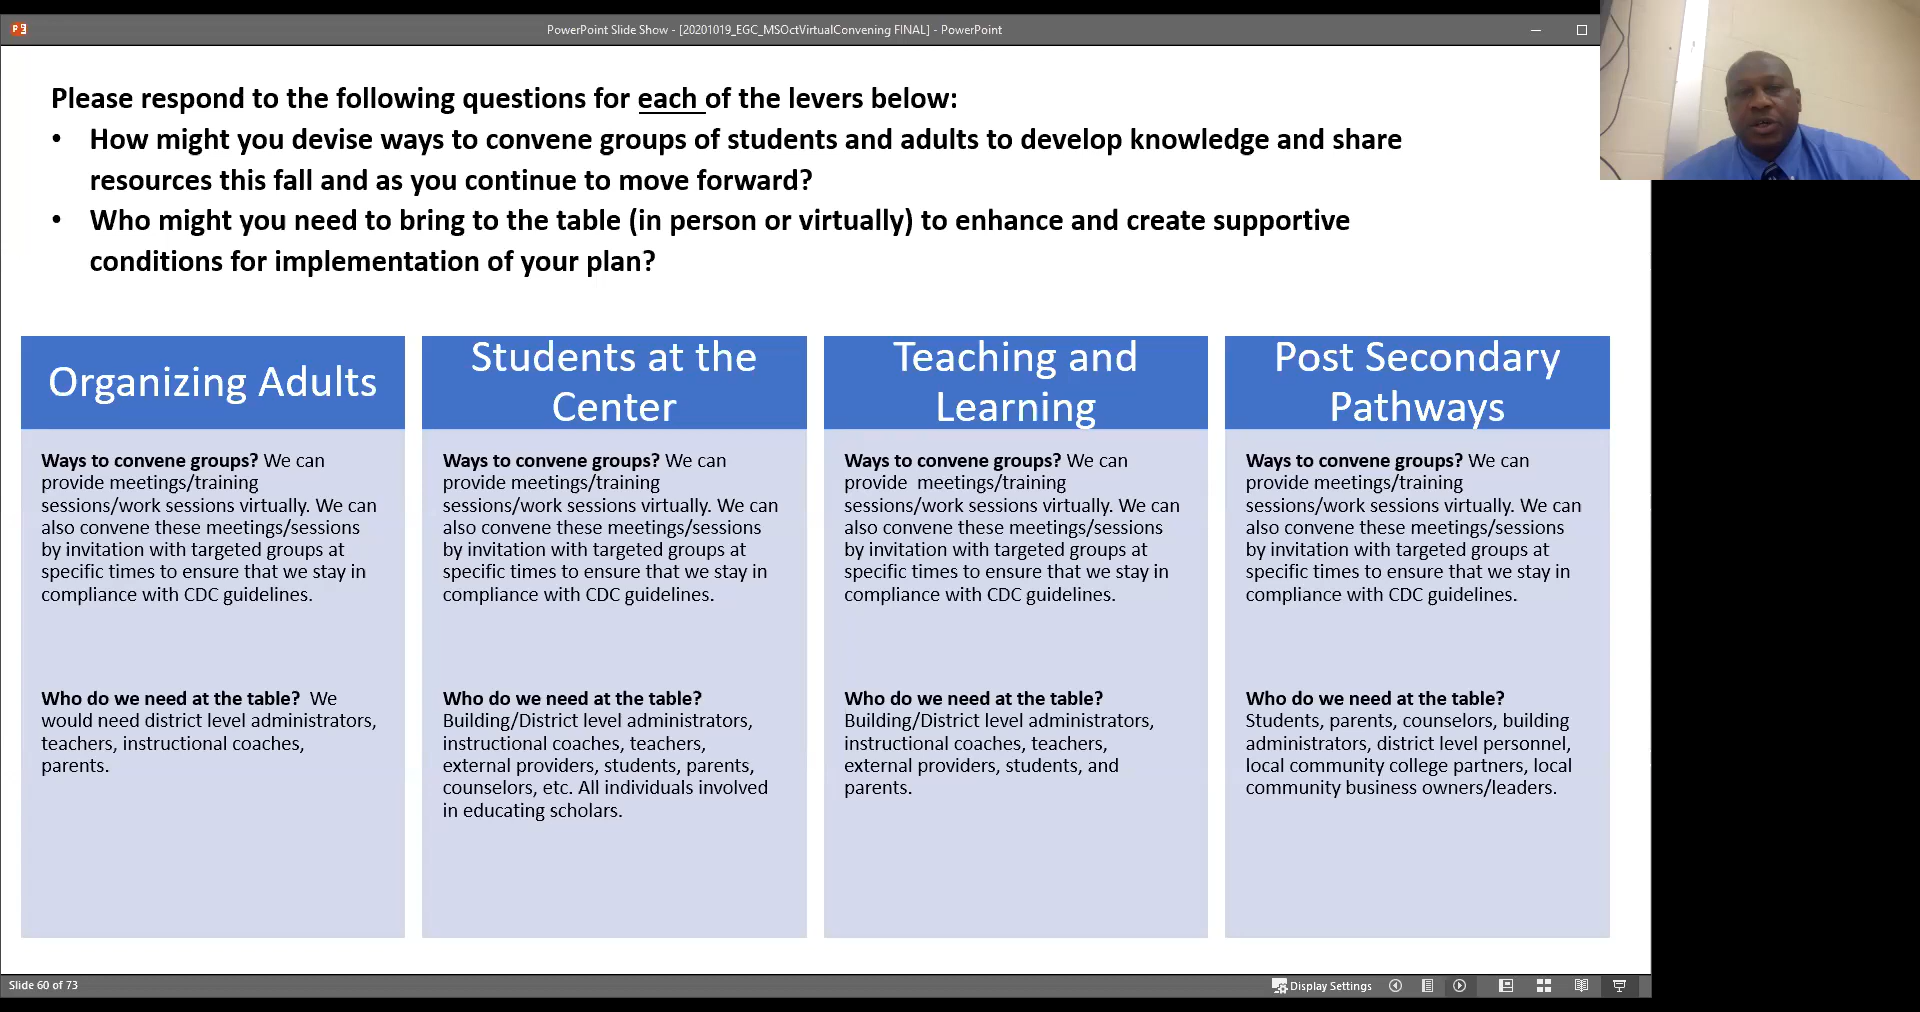 PowerPoint Slide Show - [20201019_EGC_MSOctVirtualConvening FINAL] - PowerPoint
Please respond to the following questions for each of the levers below:
• How might you devise ways to convene groups of students and adults to develop knowledge and share
resources this fall and as you continue to move forward?
• Who might you need to bring to the table (in person or virtually) to enhance and create supportive
conditions for implementation of your plan?
Organizing Adults
Ways to convene groups? We can
provide meetings/training
sessions/work sessions virtually. We can
also convene these meetings/sessions
by invitation with targeted groups at
specific times to ensure that we stay in
compliance with CDC guidelines.
Who do we need at the table?  We
would need district level administrators,
teachers, instructional coaches,
parents.
Students at the
Center
Ways to convene groups? We can
provide meetings/training
sessions/work sessions virtually. We can
also convene these meetings/sessions
by invitation with targeted groups at
specific times to ensure that we stay in
compliance with CDC guidelines.
Who do we need at the table?
Building/District level administrators,
instructional coaches, teachers,
external providers, students, parents,
counselors, etc. All individuals involved
in educating scholars.
Teaching and
Learning
Ways to convene groups? We can
provide  meetings/training
sessions/work sessions virtually. We can
also convene these meetings/sessions
by invitation with targeted groups at
specific times to ensure that we stay in
compliance with CDC guidelines.
Who do we need at the table?
Building/District level administrators,
instructional coaches, teachers,
external providers, students, and
parents.
Post Secondary
Pathways
Ways to convene groups? We can
provide meetings/training
sessions/work sessions virtually. We can
also convene these meetings/sessions
by invitation with targeted groups at
specific times to ensure that we stay in
compliance with CDC guidelines.
Who do we need at the table?
Students, parents, counselors, building
administrators, district level personnel,
local community college partners, local
community business owners/leaders.
Slide 60 of 73
Display Settings